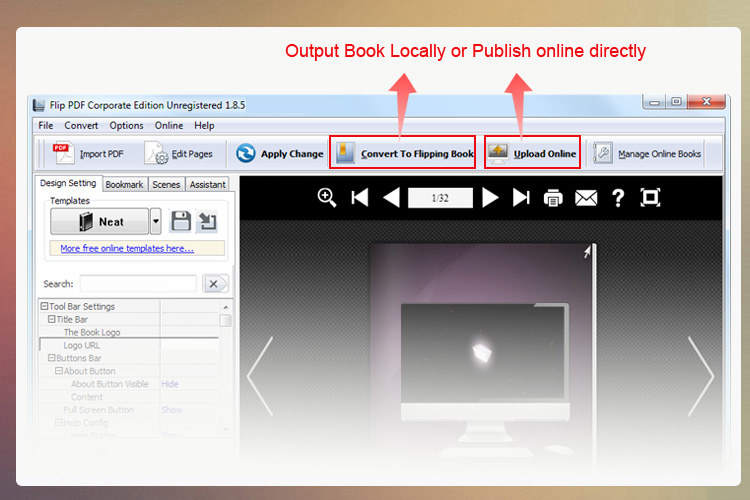 Output Book Locally or Publish online directly
Flip PDF Corporate Edition Unregistered 1.8.5
File Convert Options Online Help
PDF Import PDF Edit Pages Apply Change Convert To Flipping Book Upload Online Manage Online Books
Design Setting Bookmark Scenes Assistant
Templates
Neat
More free online templates here...
1/32
Search:
Tool Bar Settings
Title Bar
The Book Logo
Logo URL
Buttons Bar
About Button
About Button Visible Hide
Content
Full Screen Button Show
Help Config